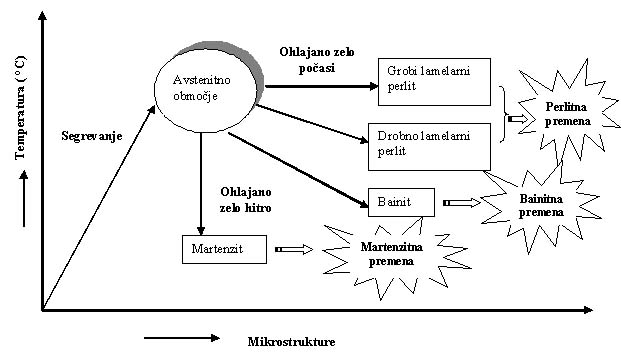 Temperatura ( °C)
Segrevanje
Avstenitno
območje
Ohlajano zelo
počasi
Grobi lamelarni
perlit
Drobno lamelarni
perlit
Perlitna
premena
Ohlajano
zelo hitro
Bainit
Bainitna
premena
Martenzit
Martenzitna
premena
Mikrostrukture